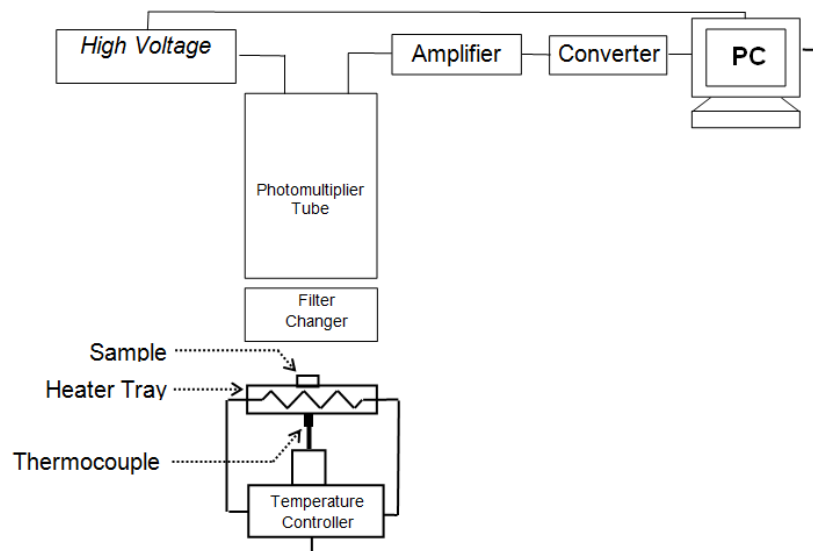 High Voltage
Amplifier
Converter
PC
Photomultiplier
Tube
Filter
Changer
Sample
Heater Tray
Thermocouple
Temperature
Controller